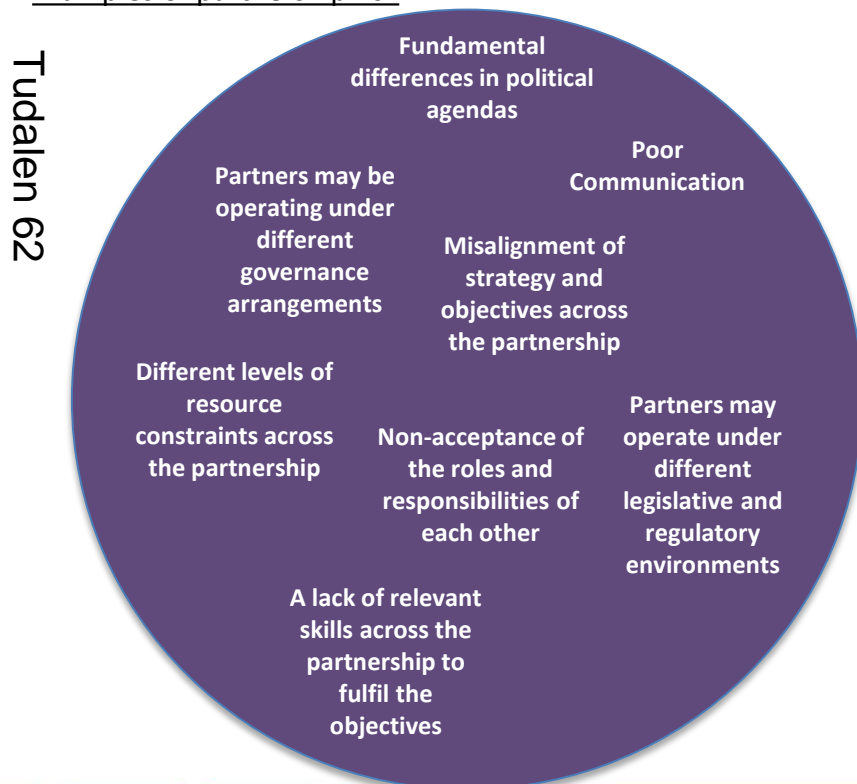 Tudalen 62
Fundamental
differences in political
agendas
Poor
Communication
Partners may be
operating under
different
governance
arrangements
Misalignment of
strategy and
objectives across
the partnership
Different levels of
resource
constraints across
the partnership
Non-acceptance of
the roles and
responsibilities of
each other
Partners may
operate under
different
legislative and
regulatory
environments
A lack of relevant
skills across the
partnership to
fulfil the
objectives